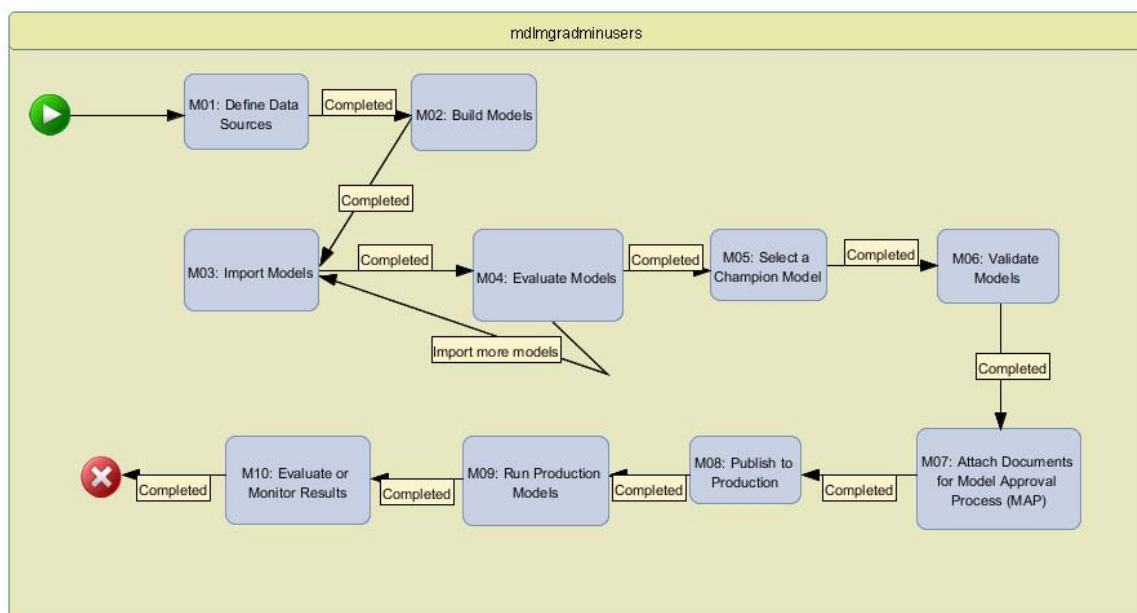 mdlmgradminusers
M01: Define Data
Sources
Completed
M02: Build Models
Completed
M03: Import Models
Completed
M04: Evaluate Models
Completed
M05: Select a
Champion Model
Completed
M06: Validate
Models
Import more models
Completed
M07: Attach Documents
for Model Approval
Process (MAP)
Completed
M08: Publish to
Production
Completed
M09: Run Production
Models
Completed
M10: Evaluate or
Monitor Results
Completed